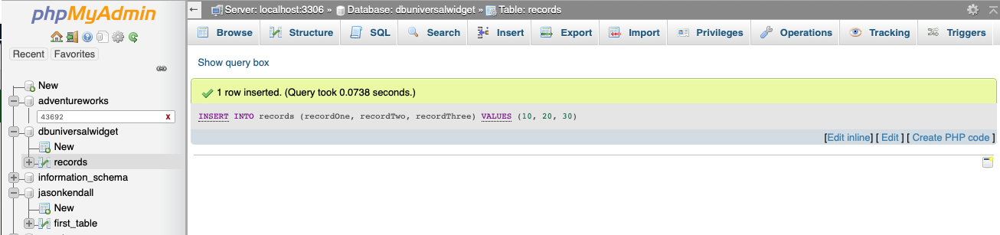 phpMyAdmin
Recent Favorites
New
adventureworks
43692 x
dbuniversalwidget
New
records
information_schema
jasonkendall
New
first_table
Server: localhost:3306 » Database: dbuniversalwidget » Table: records
Browse Structure SQL Search Insert Export Import Privileges Operations Tracking Triggers
Show query box
1 row inserted. (Query took 0.0738 seconds.)
INSERT INTO records (recordOne, recordTwo, recordThree) VALUES (10, 20, 30)
[Edit inline] [ Edit ] [ Create PHP code ]